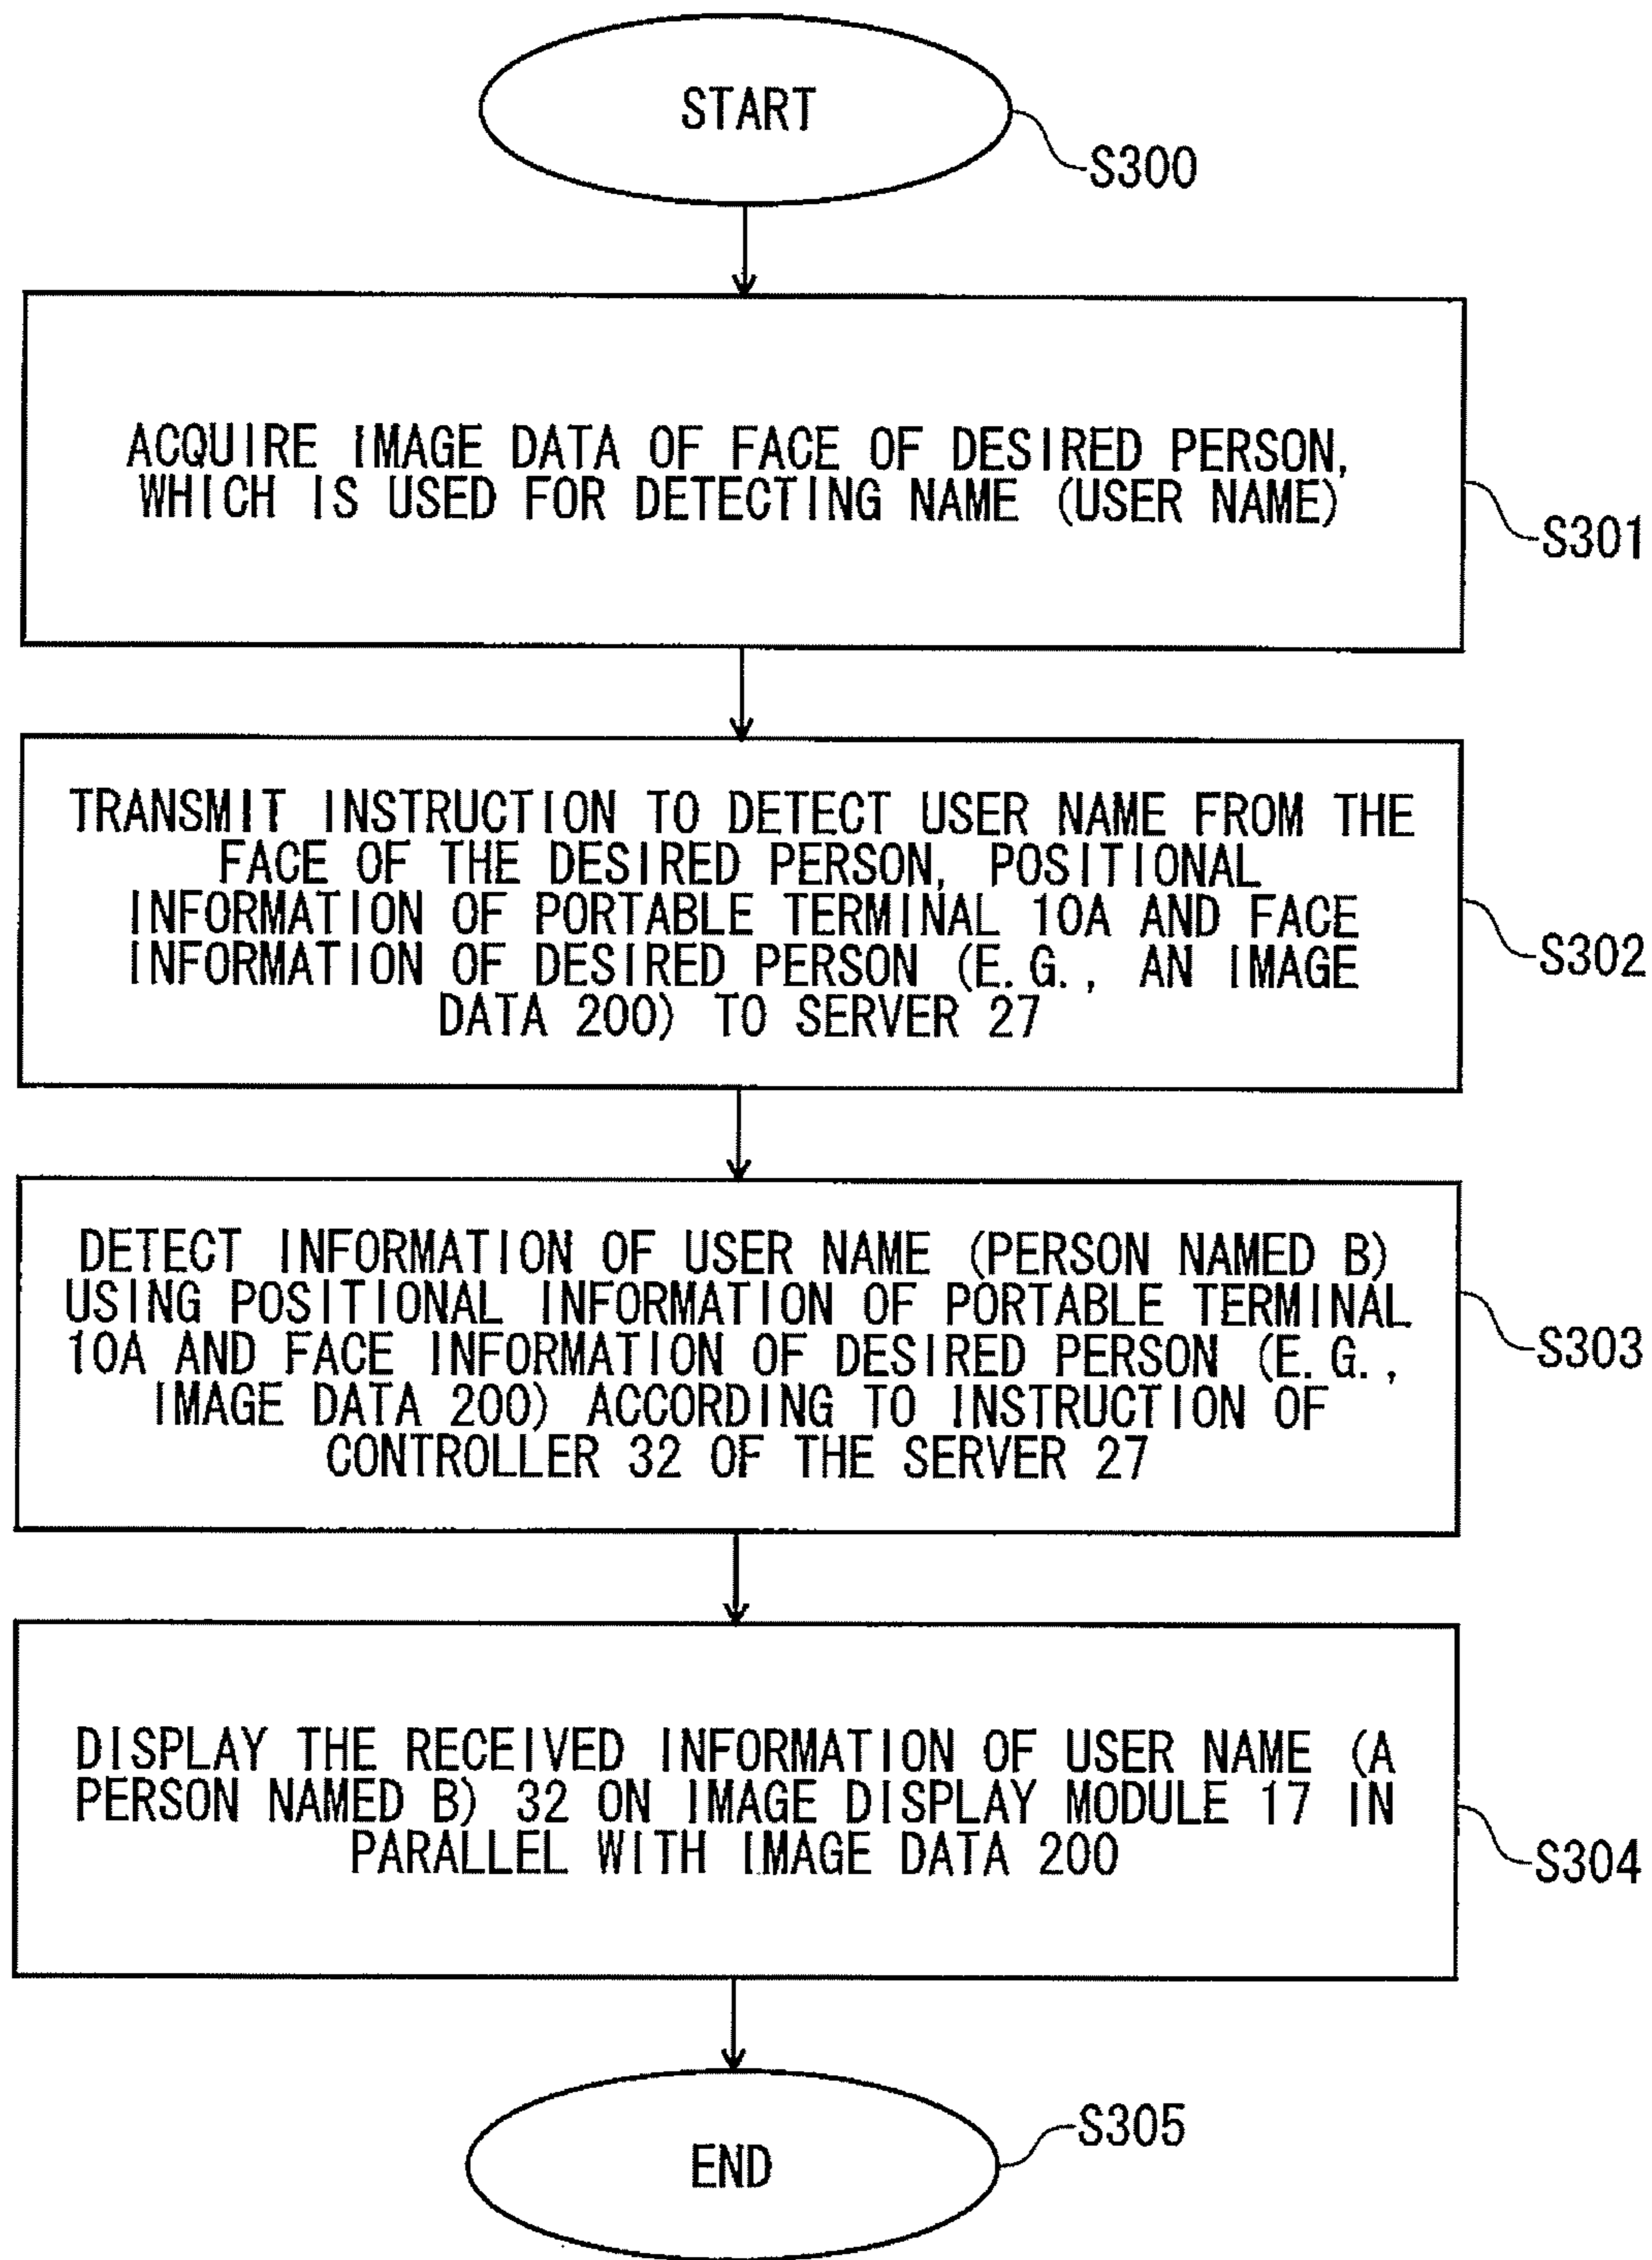 START
S300
ACQUIRE IMAGE DATA OF FACE OF DESIRED PERSON,
WHICH IS USED FOR DETECTING NAME (USER NAME)
S301
TRANSMIT INSTRUCTION TO DETECT USER NAME FROM THE
FACE OF THE DESIRED PERSON, POSITIONAL
INFORMATION OF PORTABLE TERMINAL 10A AND FACE
INFORMATION OF DESIRED PERSON (E.G., AN IMAGE
DATA 200) TO SERVER 27
S302
DETECT INFORMATION OF USER NAME (PERSON NAMED B)
USING POSITIONAL INFORMATION OF PORTABLE TERMINAL
10A AND FACE INFORMATION OF DESIRED PERSON (E.G.,
IMAGE DATA 200) ACCORDING TO INSTRUCTION OF
CONTROLLER 32 OF THE SERVER 27
S303
DISPLAY THE RECEIVED INFORMATION OF USER NAME (A
PERSON NAMED B) 32 ON IMAGE DISPLAY MODULE 17 IN
PARALLEL WITH IMAGE DATA 200
S304
END
S305